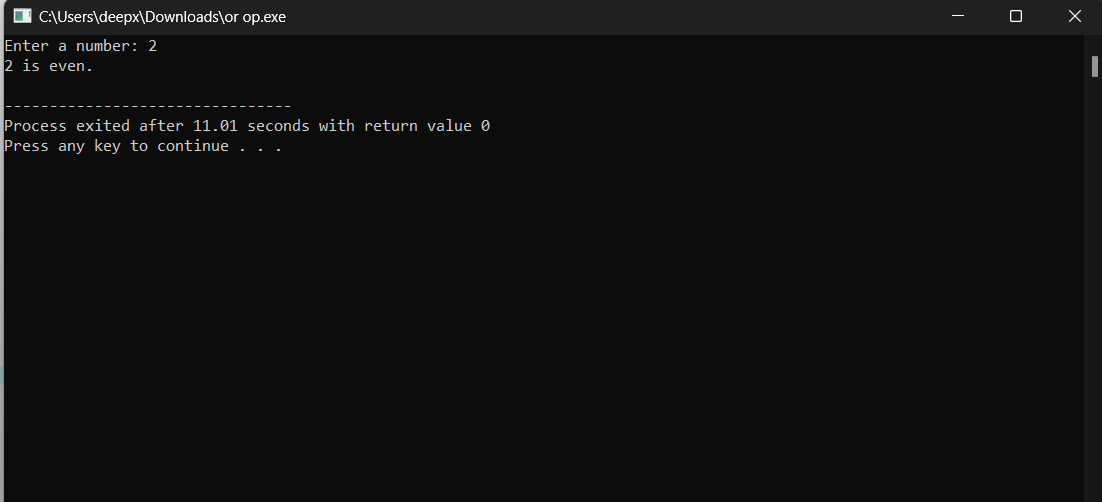 C:\Users\deepx\Downloads\or op.exe
Enter a number: 2
2 is even.
--------------------------------
Process exited after 11.01 seconds with return value 0
Press any key to continue . . .